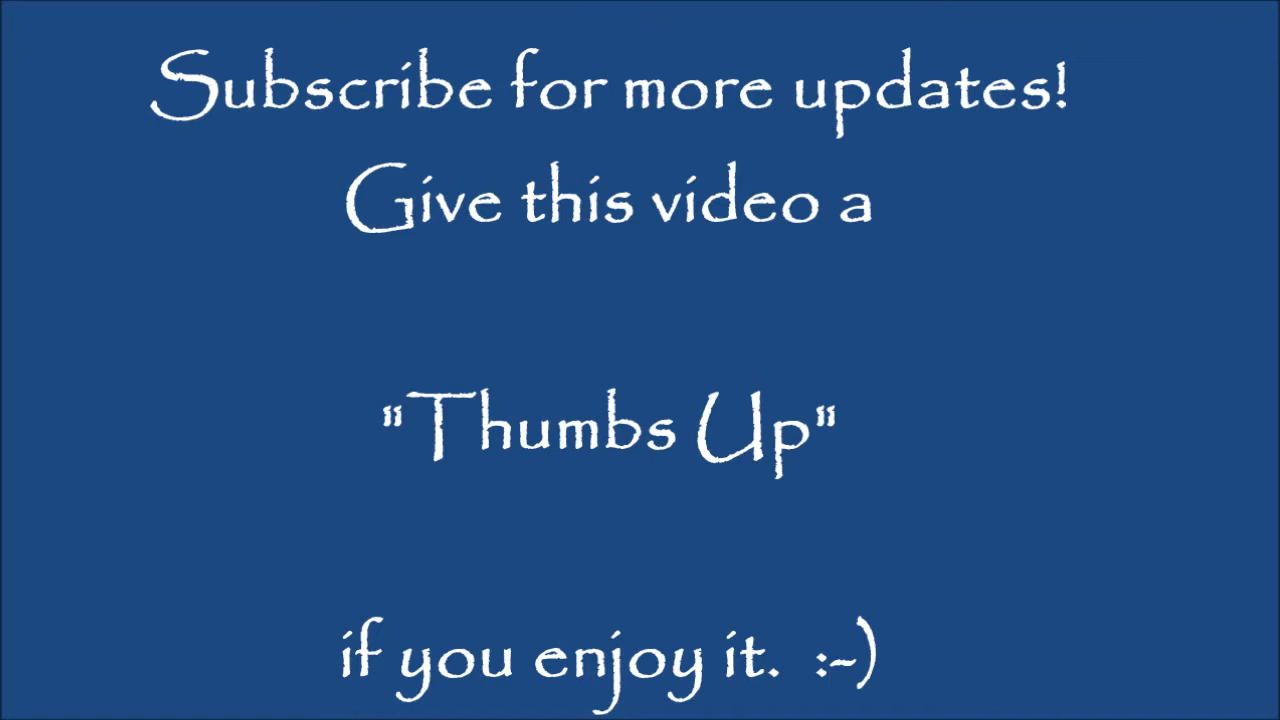 Subscribe for more updates!
Give this video a
"Thumbs Up"
if you enjoy it.  :-)